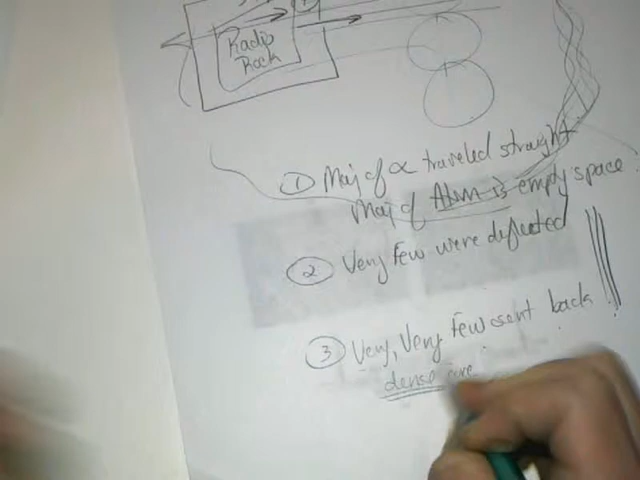 Radio
Rock
① Maj of α traveled straight
Maj of Atom is empty space.
② Very Few were deflected
③ Very, Very Few sent back
dense core